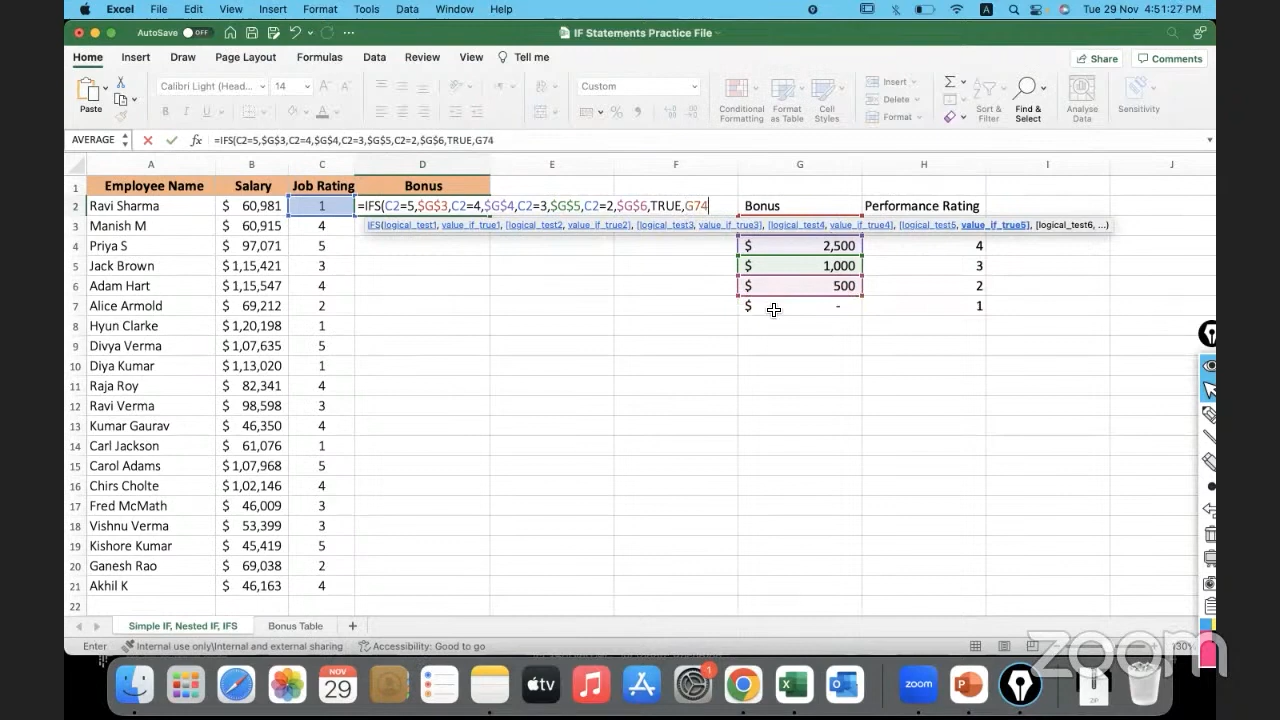 Excel File Edit View Insert Format Tools Data Window Help A Tue 29 Nov 4:51:27 PM
AutoSave OFF IF Statements Practice File
Home Insert Draw Page Layout Formulas Data Review View Tell me Share Comments
Paste Calibri Light (Head... 14 A A Custom Conditional Formatting Format as Table Cell Styles Insert Delete Format Sort & Filter Find & Select Analyse Data Sensitivity
B I U
AVERAGE fx =IFS(C2=5,$G$3,C2=4,$G$4,C2=3,$G$5,C2=2,$G$6,TRUE,G74
A B C D E F G H I J
1 Employee Name Salary Job Rating Bonus
2 Ravi Sharma $ 60,981 1 =IFS(C2=5,$G$3,C2=4,$G$4,C2=3,$G$5,C2=2,$G$6,TRUE,G74 Bonus Performance Rating
3 Manish M $ 60,915 4 IFS(logical_test1, value_if_true1, [logical_test2, value_if_true2], [logical_test3, value_if_true3], [logical_test4, value_if_true4], [logical_test5, value_if_true5], [logical_test6, ...)
4 Priya S $ 97,071 5 $ 2,500 4
5 Jack Brown $ 1,15,421 3 $ 1,000 3
6 Adam Hart $ 1,15,547 4 $ 500 2
7 Alice Armold $ 69,212 2 $ - 1
8 Hyun Clarke $ 1,20,198 1
9 Divya Verma $ 1,07,635 5
10 Diya Kumar $ 1,13,020 1
11 Raja Roy $ 82,341 4
12 Ravi Verma $ 98,598 3
13 Kumar Gaurav $ 46,350 4
14 Carl Jackson $ 61,076 1
15 Carol Adams $ 1,07,968 5
16 Chirs Cholte $ 1,02,146 4
17 Fred McMath $ 46,009 3
18 Vishnu Verma $ 53,399 3
19 Kishore Kumar $ 45,419 5
20 Ganesh Rao $ 69,038 2
21 Akhil K $ 46,163 4
22
Simple IF, Nested IF, IFS Bonus Table +
Enter Internal use only\Internal and external sharing Accessibility: Good to go
zoom
NOV 29 tv 1 zoom P X O ZIP